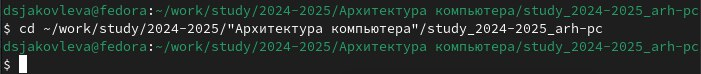 dsjakovleva@fedora:~/work/study/2024-2025/Архитектура компьютера/study_2024-2025_arh-pc
$ cd ~/work/study/2024-2025/"Архитектура компьютера"/study_2024-2025_arh-pc
dsjakovleva@fedora:~/work/study/2024-2025/Архитектура компьютера/study_2024-2025_arh-pc
$